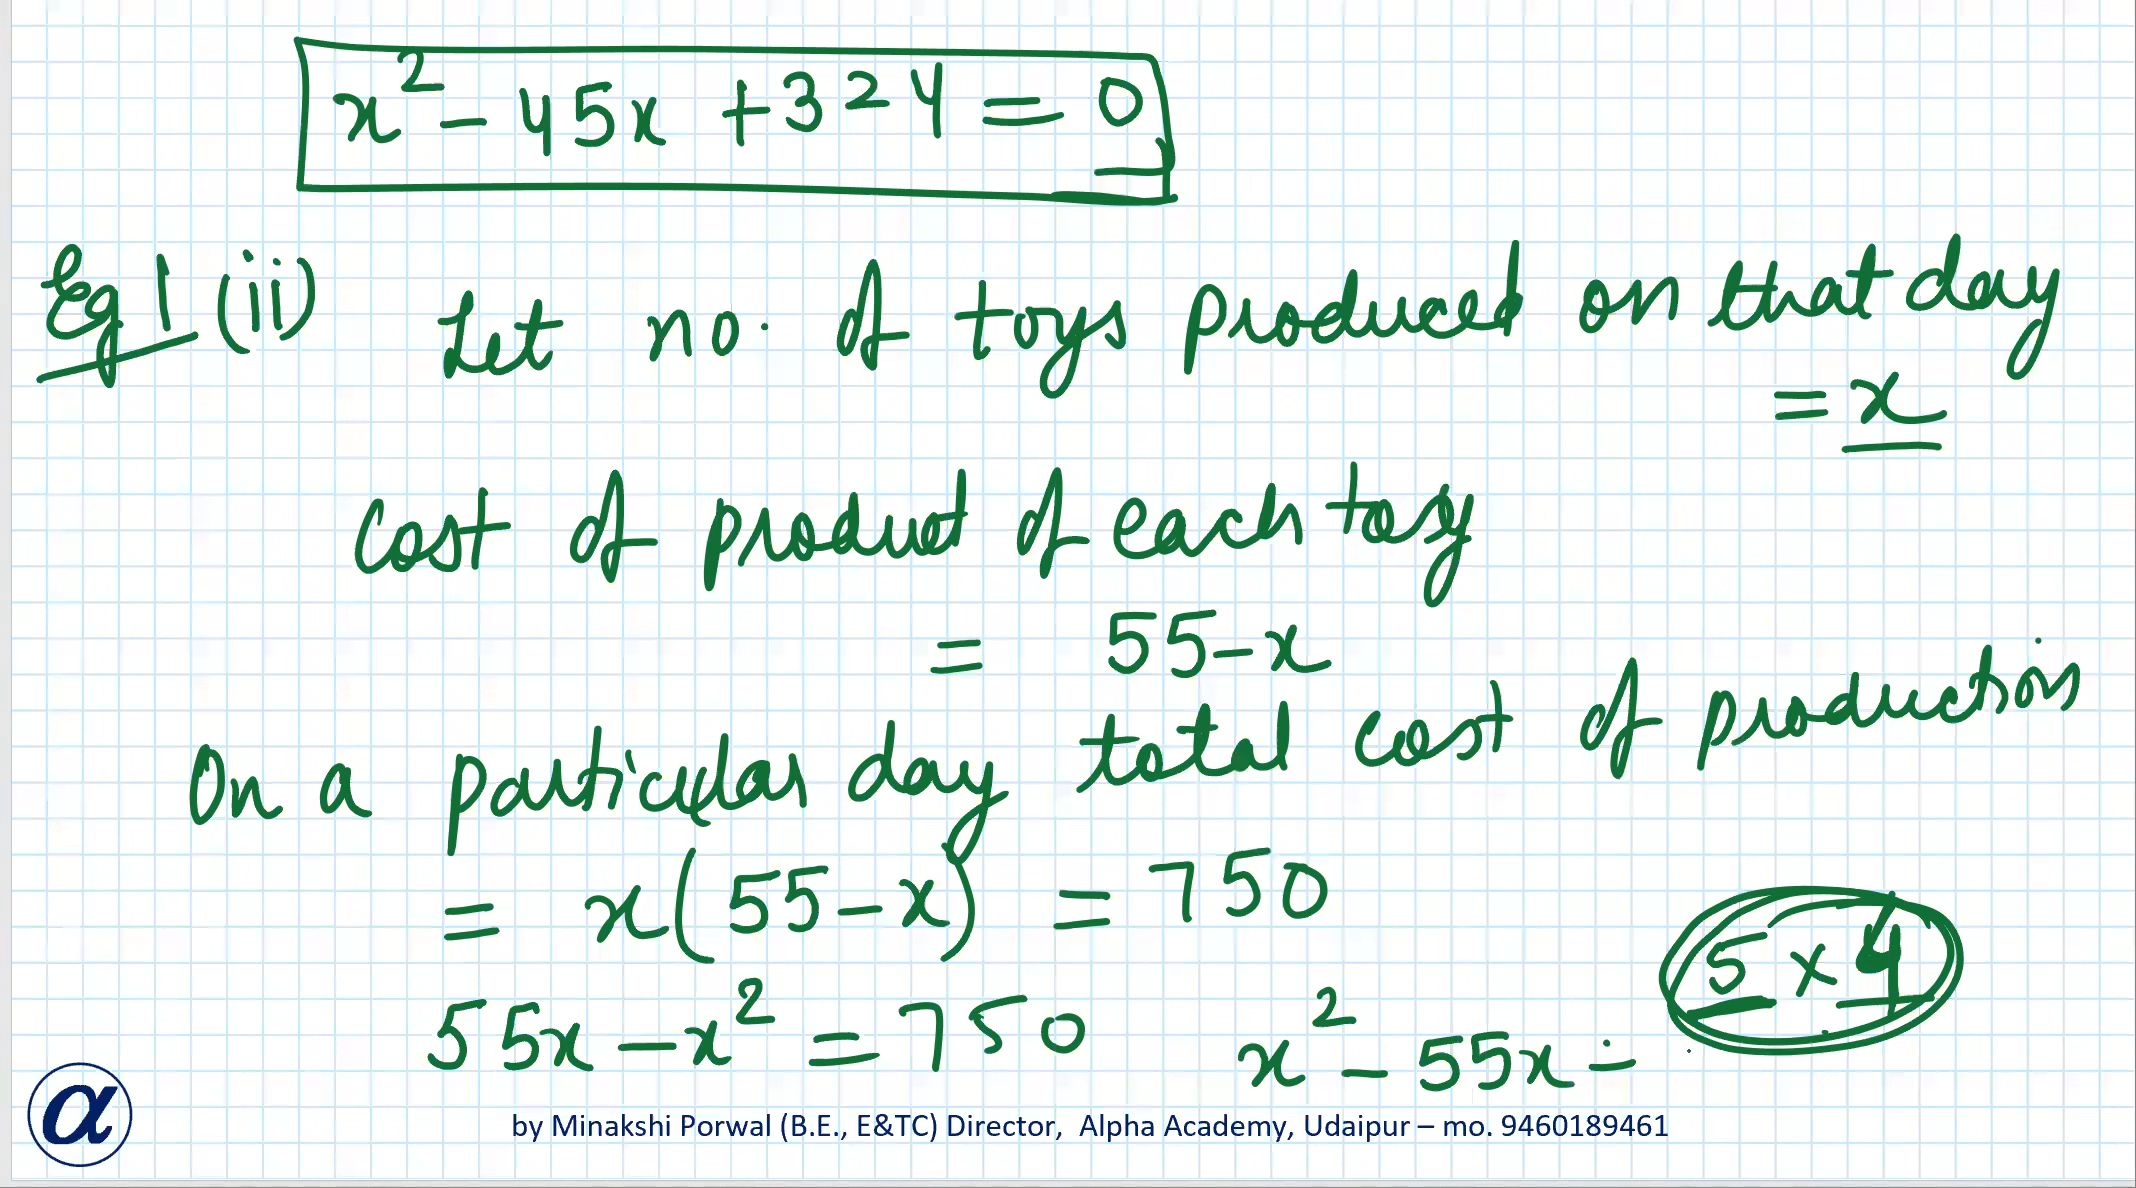 x² - 45x + 324 = 0
Eg 1 (ii) Let no. of toys produced on that day
= x
Cost of product of each toy
= 55-x
On a particular day total cost of production
= x(55-x) = 750
5 × 4
55x - x² = 750 x² - 55x
α
by Minakshi Porwal (B.E., E&TC) Director, Alpha Academy, Udaipur – mo. 9460189461